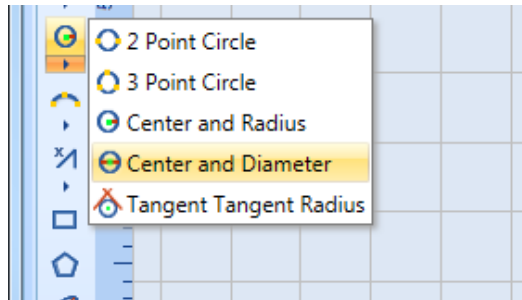 2 Point Circle
3 Point Circle
Center and Radius
Center and Diameter
Tangent Tangent Radius